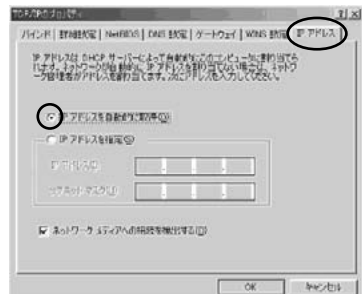 TCP/IPのプロパティ
バインド 詳細設定 NetBIOS DNS 設定 ゲートウェイ WINS 設定 IP アドレス
IP アドレスは DHCP サーバーによって自動的にこのコンピュータに割り当てら
れます。ネットワークが自動的に IP アドレスを割り当てない場合は、ネットワ
ーク管理者がアドレスを割り当てます。次にアドレスを入力してください。
IP アドレスを自動的に取得(O)
IP アドレスを指定(S)
IP アドレス(I):
サブネット マスク(U):
ネットワーク メディアへの接続を検出する(D)
OK キャンセル